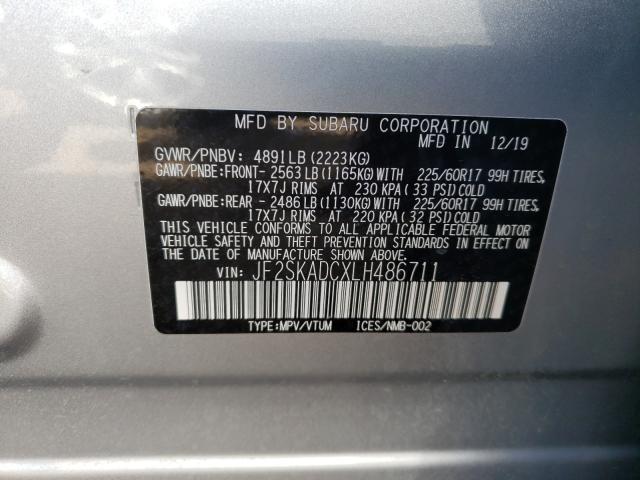 MFD BY SUBARU CORPORATION
MFD IN 12/19
GVWR/PNBV: 4891LB (2223KG)
GAWR/PNBE:FRONT- 2563 LB (1165KG) WITH 225/60R17 99H TIRES,
17X7J RIMS AT 230 KPA (33 PSI) COLD
GAWR/PNBE:REAR - 2486 LB (1130KG) WITH 225/60R17 99H TIRES,
17X7J RIMS AT 220 KPA (32 PSI) COLD
THIS VEHICLE CONFORMS TO ALL APPLICABLE FEDERAL MOTOR
VEHICLE SAFETY AND BUMPER STANDARDS IN EFFECT ON
THE DATE OF MANUFACTURE SHOWN ABOVE.
VIN: JF2SKADCXLH486711
TYPE:MPV/VTUM ICES/NMB-002